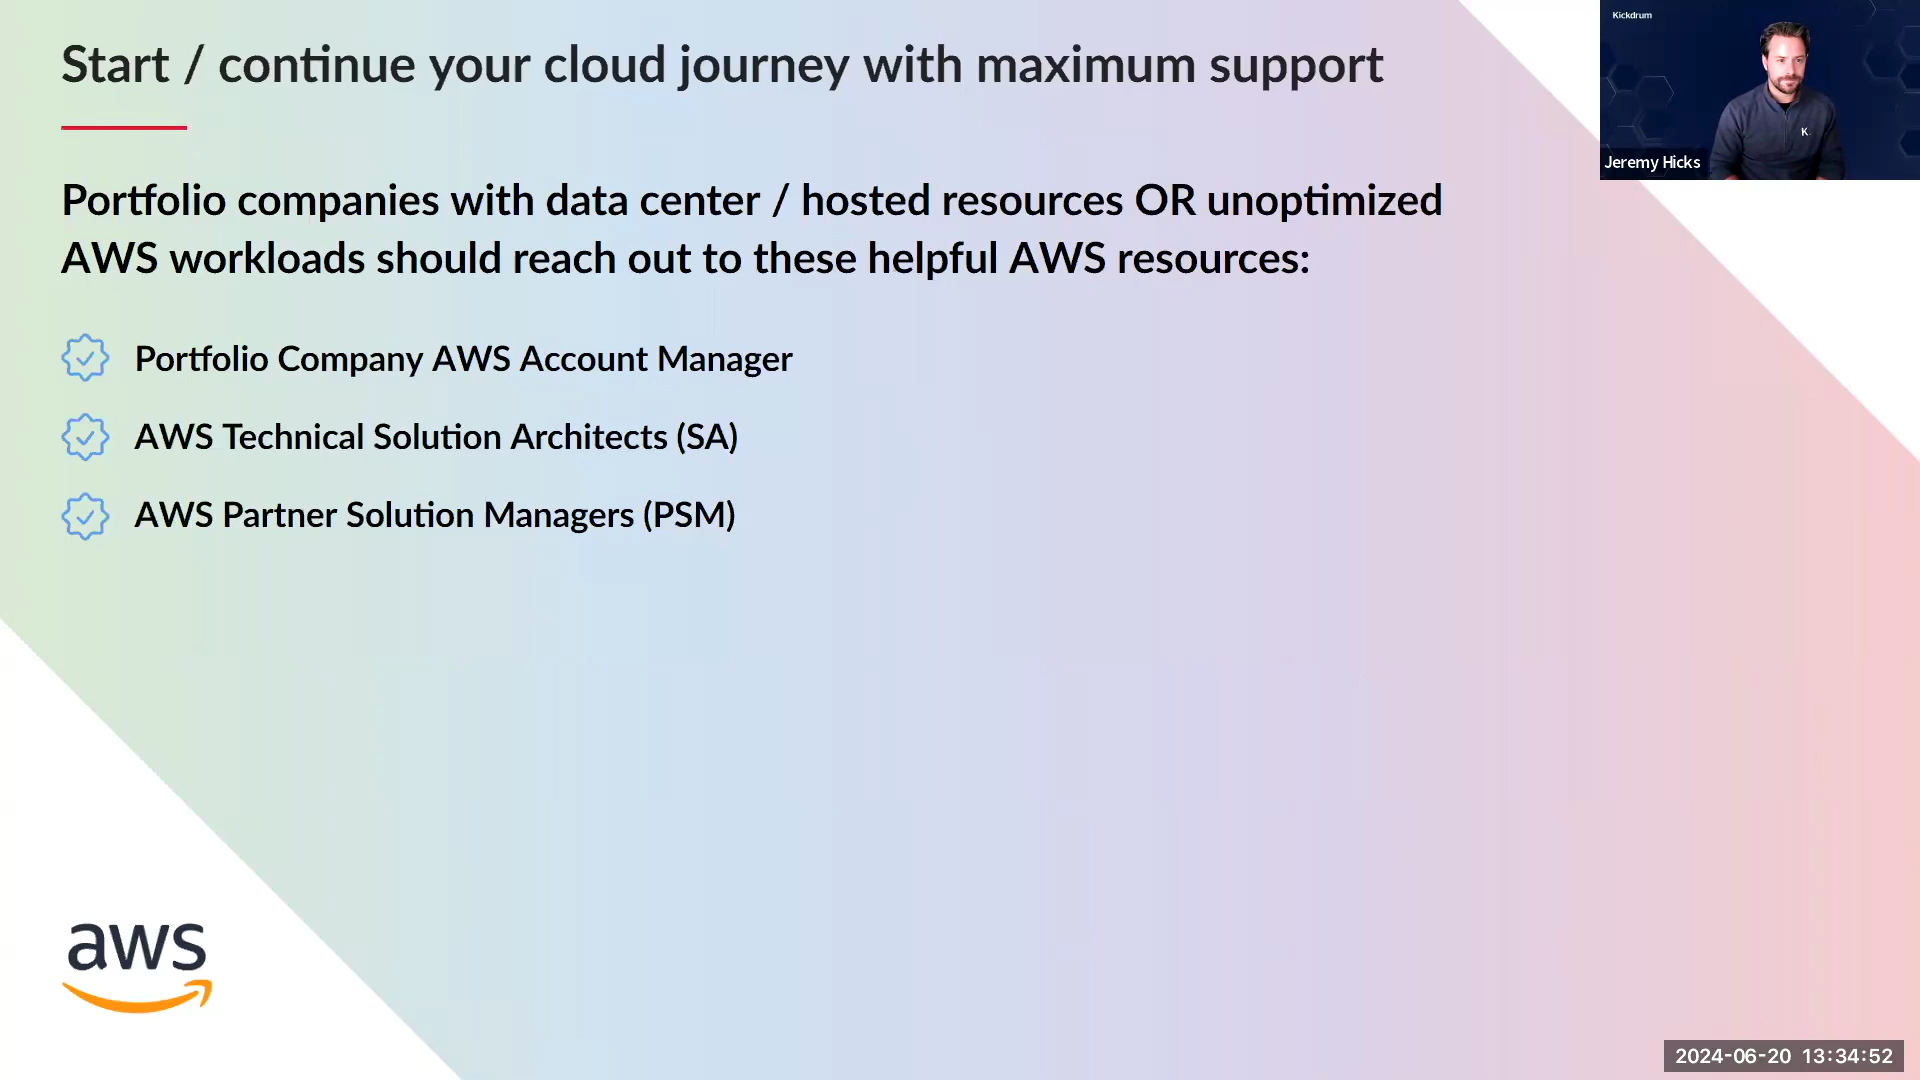 Start / continue your cloud journey with maximum support
Kickdrum
K
Jeremy Hicks
Portfolio companies with data center / hosted resources OR unoptimized
AWS workloads should reach out to these helpful AWS resources:
Portfolio Company AWS Account Manager
AWS Technical Solution Architects (SA)
AWS Partner Solution Managers (PSM)
aws
2024-06-20 13:34:52